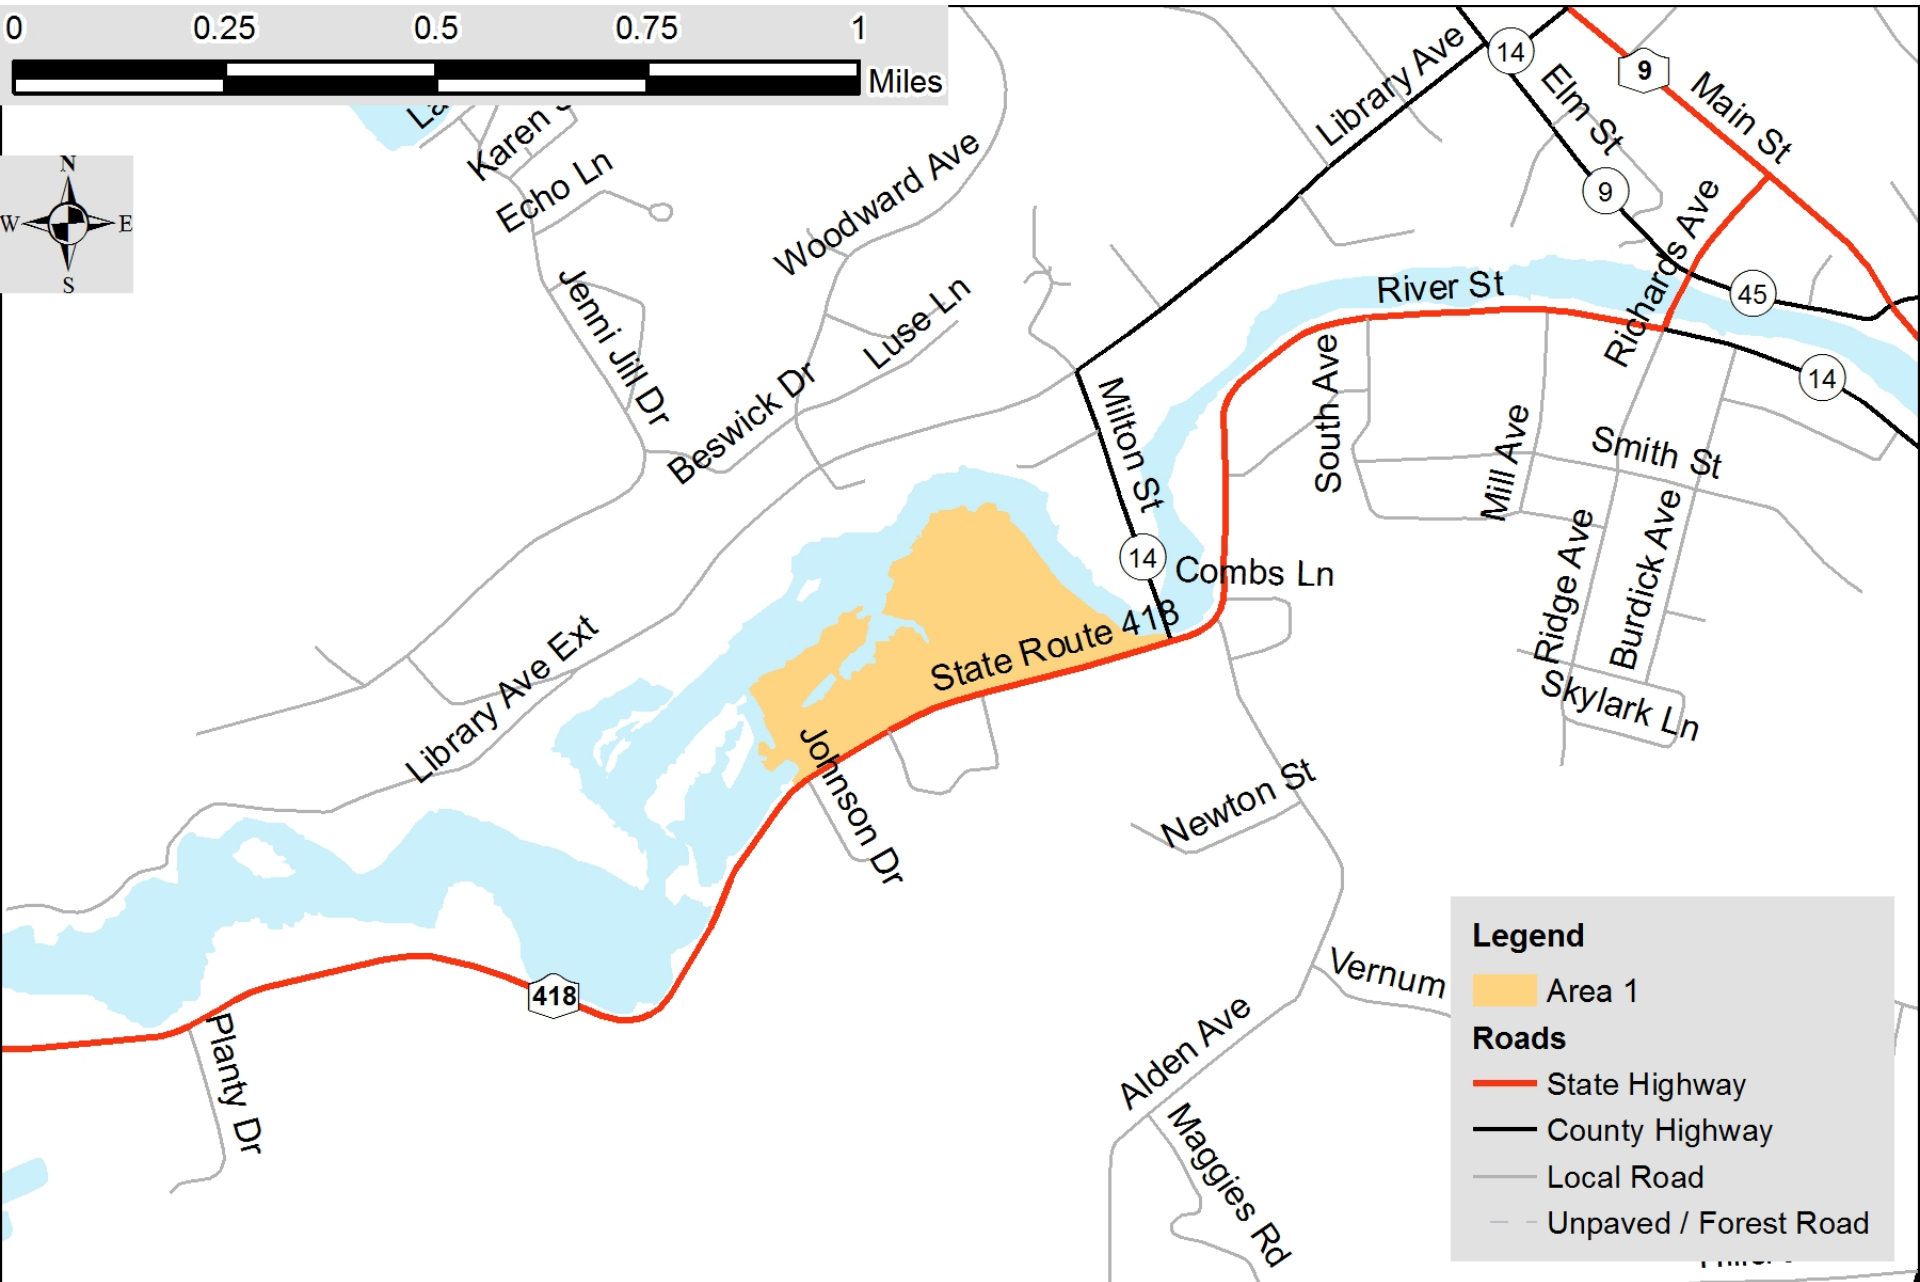 0 0.25 0.5 0.75 1
Miles
N
W E
S
Karen
Echo Ln
Jenni Jill Dr
Woodward Ave
Luse Ln
Beswick Dr
Library Ave
14
Elm St
9
9
Main St
Richards Ave
45
14
River St
Milton St
14
South Ave
Mill Ave
Smith St
Ridge Ave
Burdick Ave
Skylark Ln
Combs Ln
State Route 418
Library Ave Ext
Johnson Dr
Newton St
418
Planty Dr
Vernum
Alden Ave
Maggies Rd
Legend
Area 1
Roads
State Highway
County Highway
Local Road
Unpaved / Forest Road